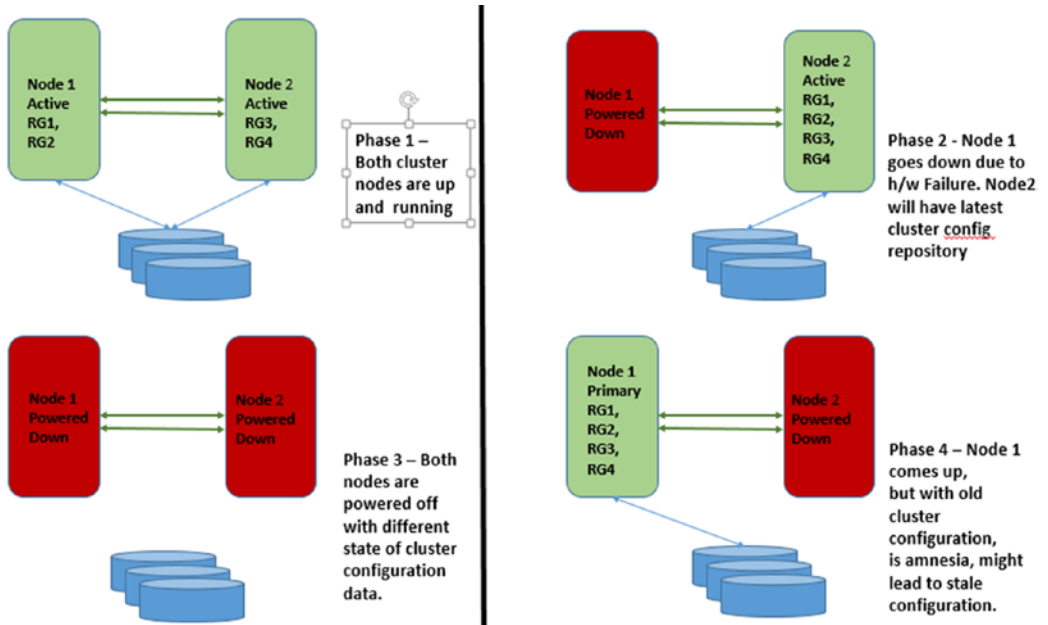 Node 1
Active
RG1,
RG2
Node 2
Active
RG3,
RG4
Phase 1 –
Both cluster
nodes are up
and running
Node 1
Powered
Down
Node 2
Active
RG1,
RG2,
RG3,
RG4
Phase 2 - Node 1
goes down due to
h/w Failure. Node2
will have latest
cluster config
repository
Node 1
Powered
Down
Node 2
Powered
Down
Phase 3 – Both
nodes are
powered off
with different
state of cluster
configuration
data.
Node 1
Primary
RG1,
RG2,
RG3,
RG4
Node 2
Powered
Down
Phase 4 – Node 1
comes up,
but with old
cluster
configuration,
is amnesia, might
lead to stale
configuration.